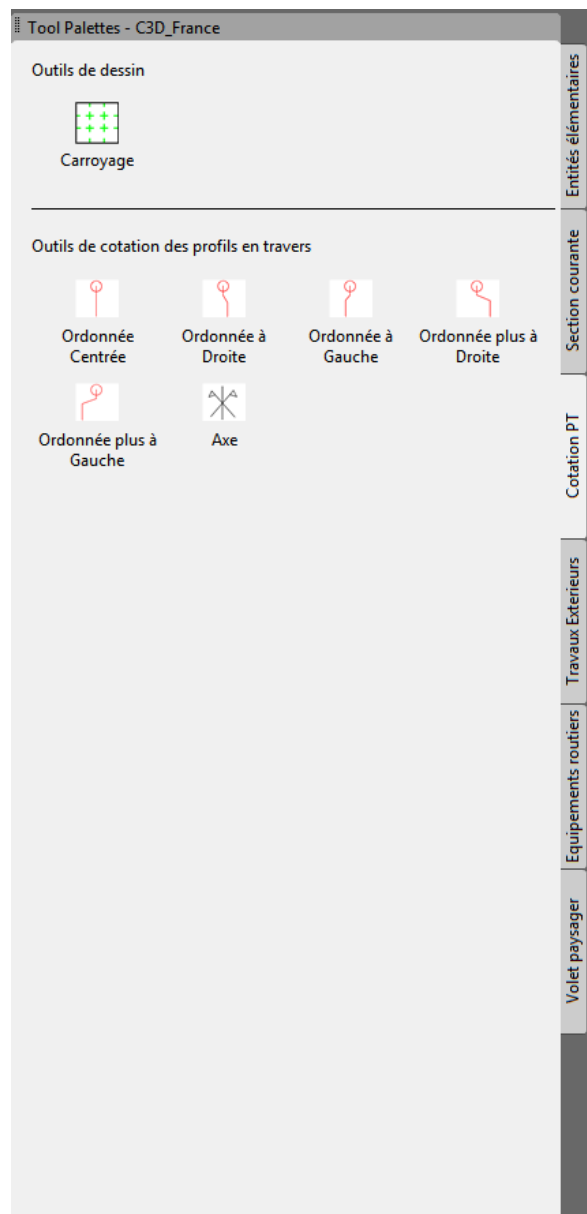 Tool Palettes - C3D_France
Outils de dessin
Carroyage
Outils de cotation des profils en travers
Ordonnée
Centrée
Ordonnée à
Droite
Ordonnée à
Gauche
Ordonnée plus à
Droite
Ordonnée plus à
Gauche
Axe
Entités élémentaires
Section courante
Cotation PT
Travaux Exterieurs
Equipements routiers
Volet paysager